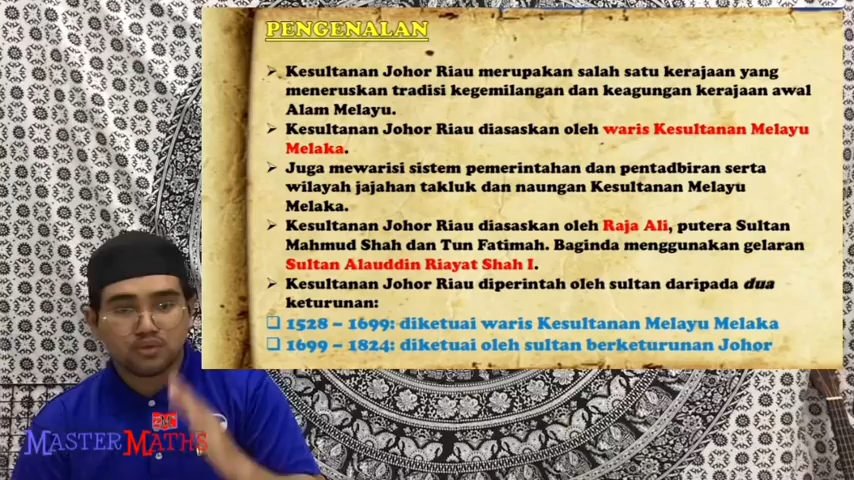 PENGENALAN
➢ Kesultanan Johor Riau merupakan salah satu kerajaan yang
meneruskan tradisi kegemilangan dan keagungan kerajaan awal
Alam Melayu.
➢ Kesultanan Johor Riau diasaskan oleh waris Kesultanan Melayu
Melaka.
➢ Juga mewarisi sistem pemerintahan dan pentadbiran serta
wilayah jajahan takluk dan naungan Kesultanan Melayu
Melaka.
➢ Kesultanan Johor Riau diasaskan oleh Raja Ali, putera Sultan
Mahmud Shah dan Tun Fatimah. Baginda menggunakan gelaran
Sultan Alauddin Riayat Shah I.
➢ Kesultanan Johor Riau diperintah oleh sultan daripada dua
keturunan:
❑ 1528 – 1699: diketuai waris Kesultanan Melayu Melaka
❑ 1699 – 1824: diketuai oleh sultan berketurunan Johor
MASTERMATHS